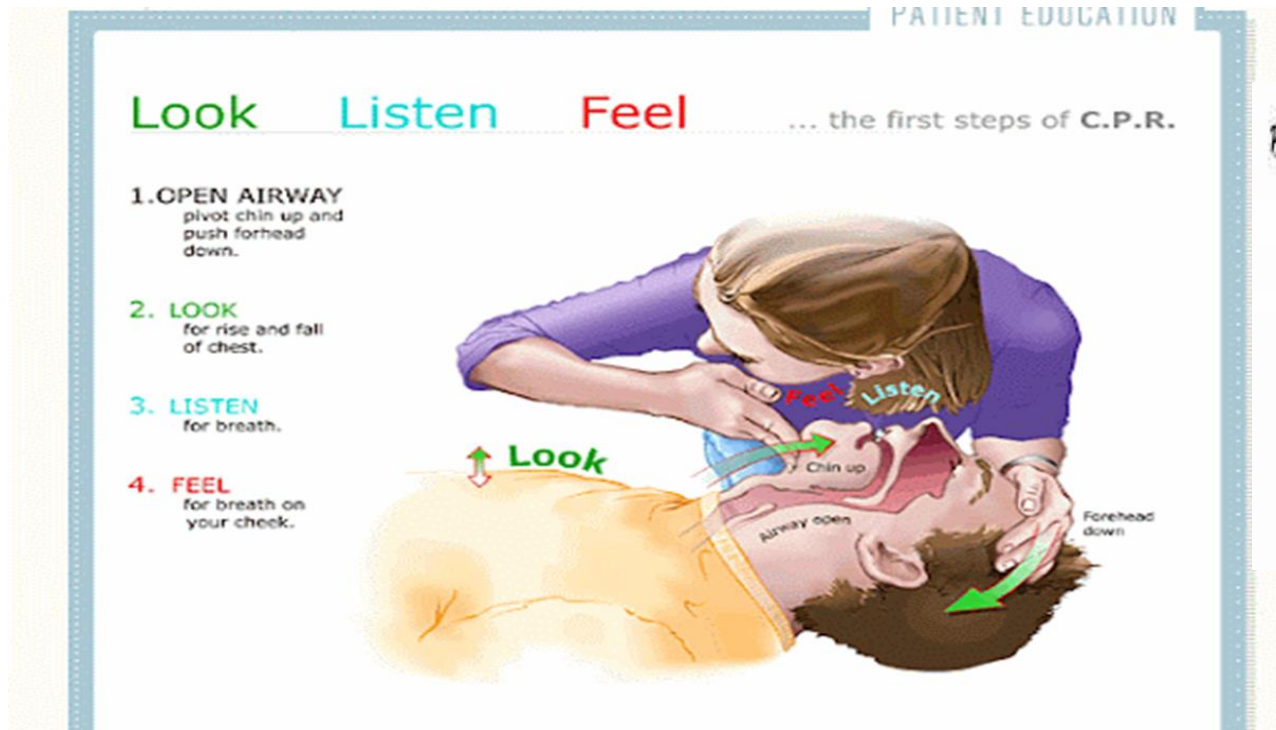 PATIENT EDUCATION
Look Listen Feel ... the first steps of C.P.R.
1.OPEN AIRWAY
pivot chin up and
push forhead
down.
2. LOOK
for rise and fall
of chest.
3. LISTEN
for breath.
4. FEEL
for breath on
your cheek.
Feel Listen
Look
Chin up
Airway open
Forehead
down